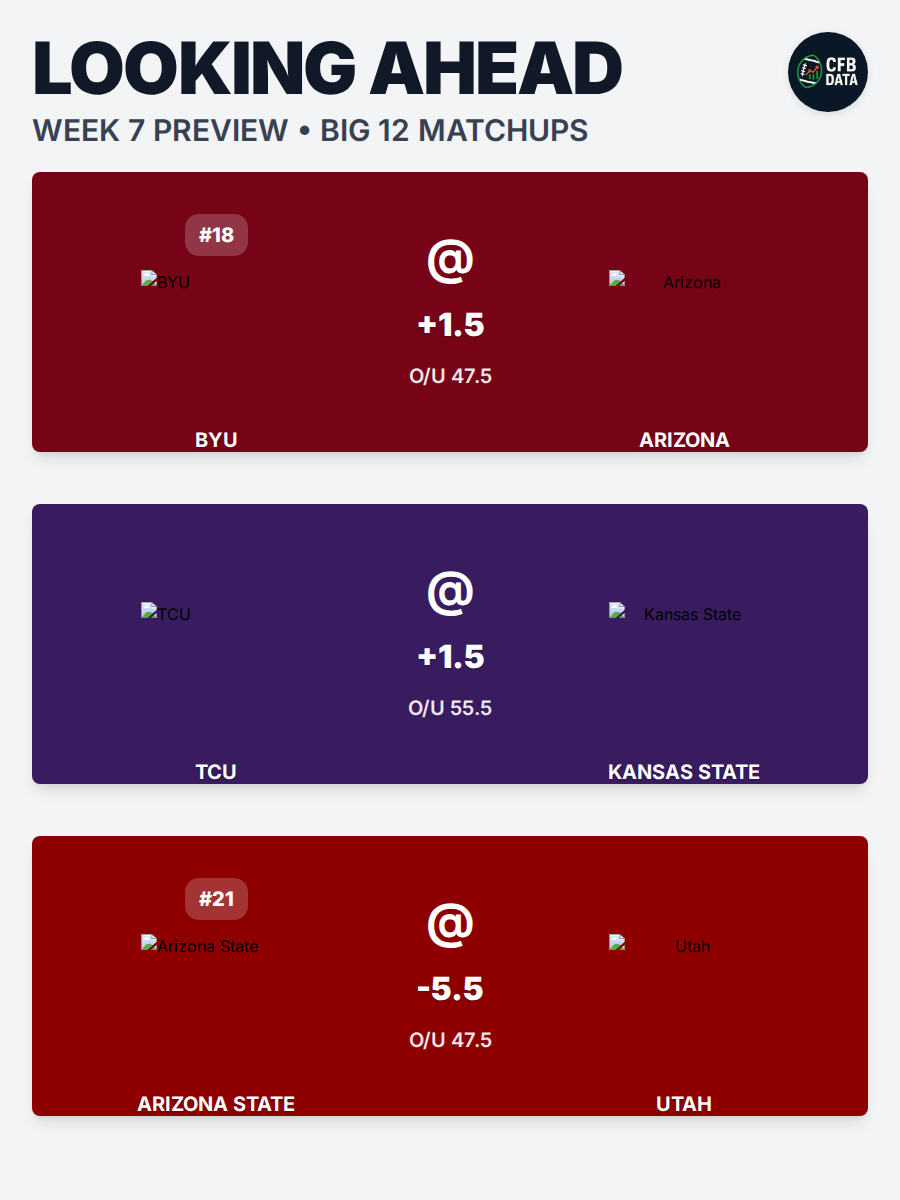 LOOKING AHEAD
CFB
DATA
WEEK 7 PREVIEW • BIG 12 MATCHUPS
#18
@
BYU
Arizona
+1.5
O/U 47.5
BYU
ARIZONA
@
TCU
Kansas State
+1.5
O/U 55.5
TCU
KANSAS STATE
#21
@
Arizona State
Utah
-5.5
O/U 47.5
ARIZONA STATE
UTAH